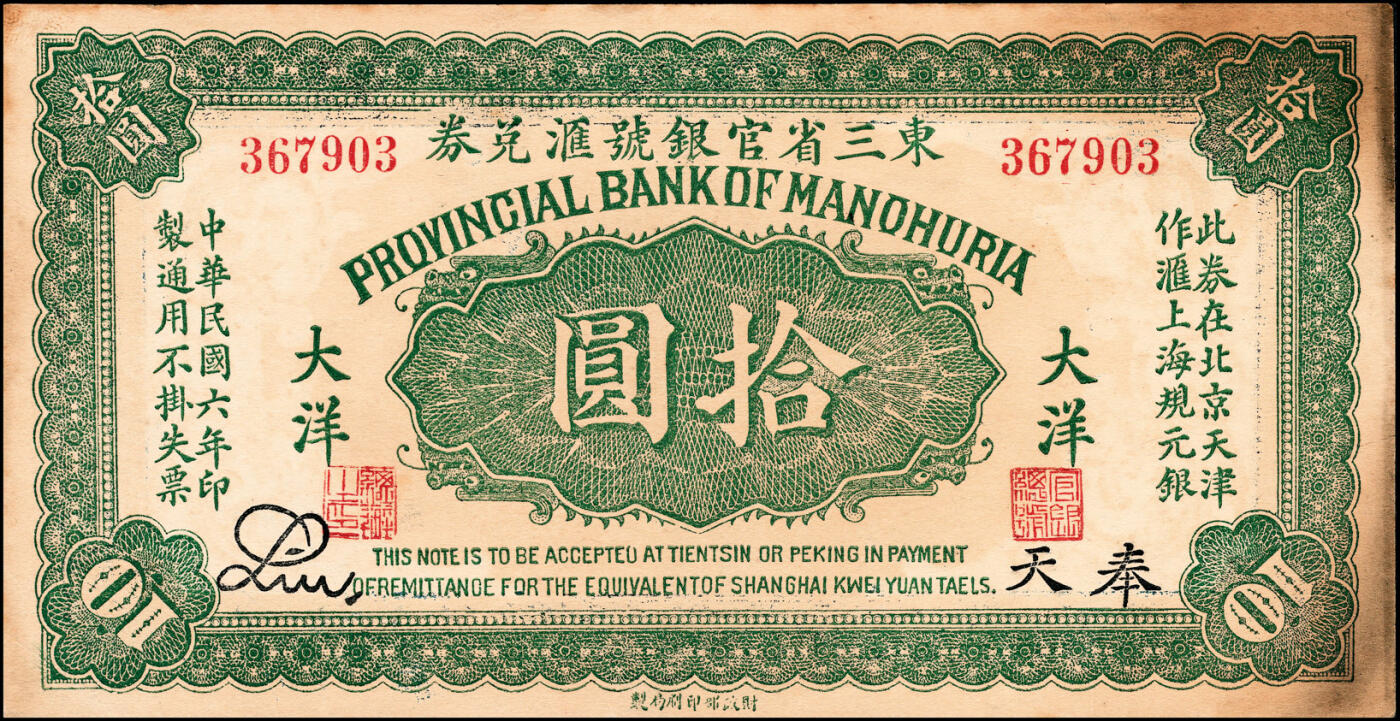 拾圓
拾圓
東三省官銀號滙兌券
367903
367903
PROVINCIAL BANK OF MANOHURIA
此券在北京天津
作滙上海規元銀
大洋
拾圓
大洋
中華民國六年印
製通用不掛失票
THIS NOTE IS TO BE ACCEPTED AT TIENTSIN OR PEKING IN PAYMENT
OF REMITTANGE FOR THE EQUIVALENT OF SHANGHAI KWEI YUAN TAELS.
奉天
10
10
財政部印刷局製